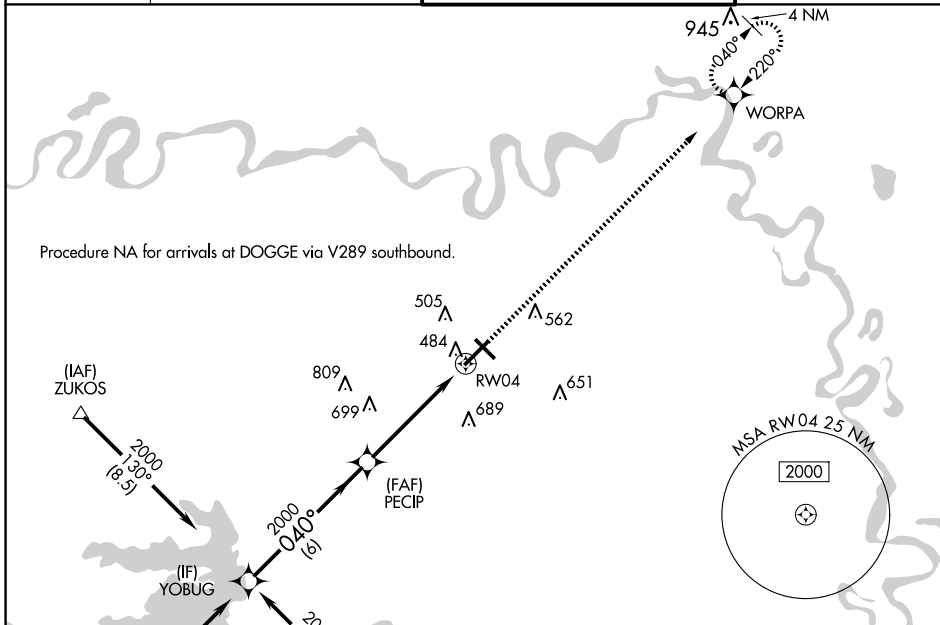 945
4 NM
040°
220°
WORPA
Procedure NA for arrivals at DOGGE via V289 southbound.
505
562
484
RW04
809
699
651
689
(IAF)
ZUKOS
2000
130°
(8.5)
(FAF)
PECIP
2000
040°
(6)
(IF)
YOBUG
MSA RW04 25 NM
2000